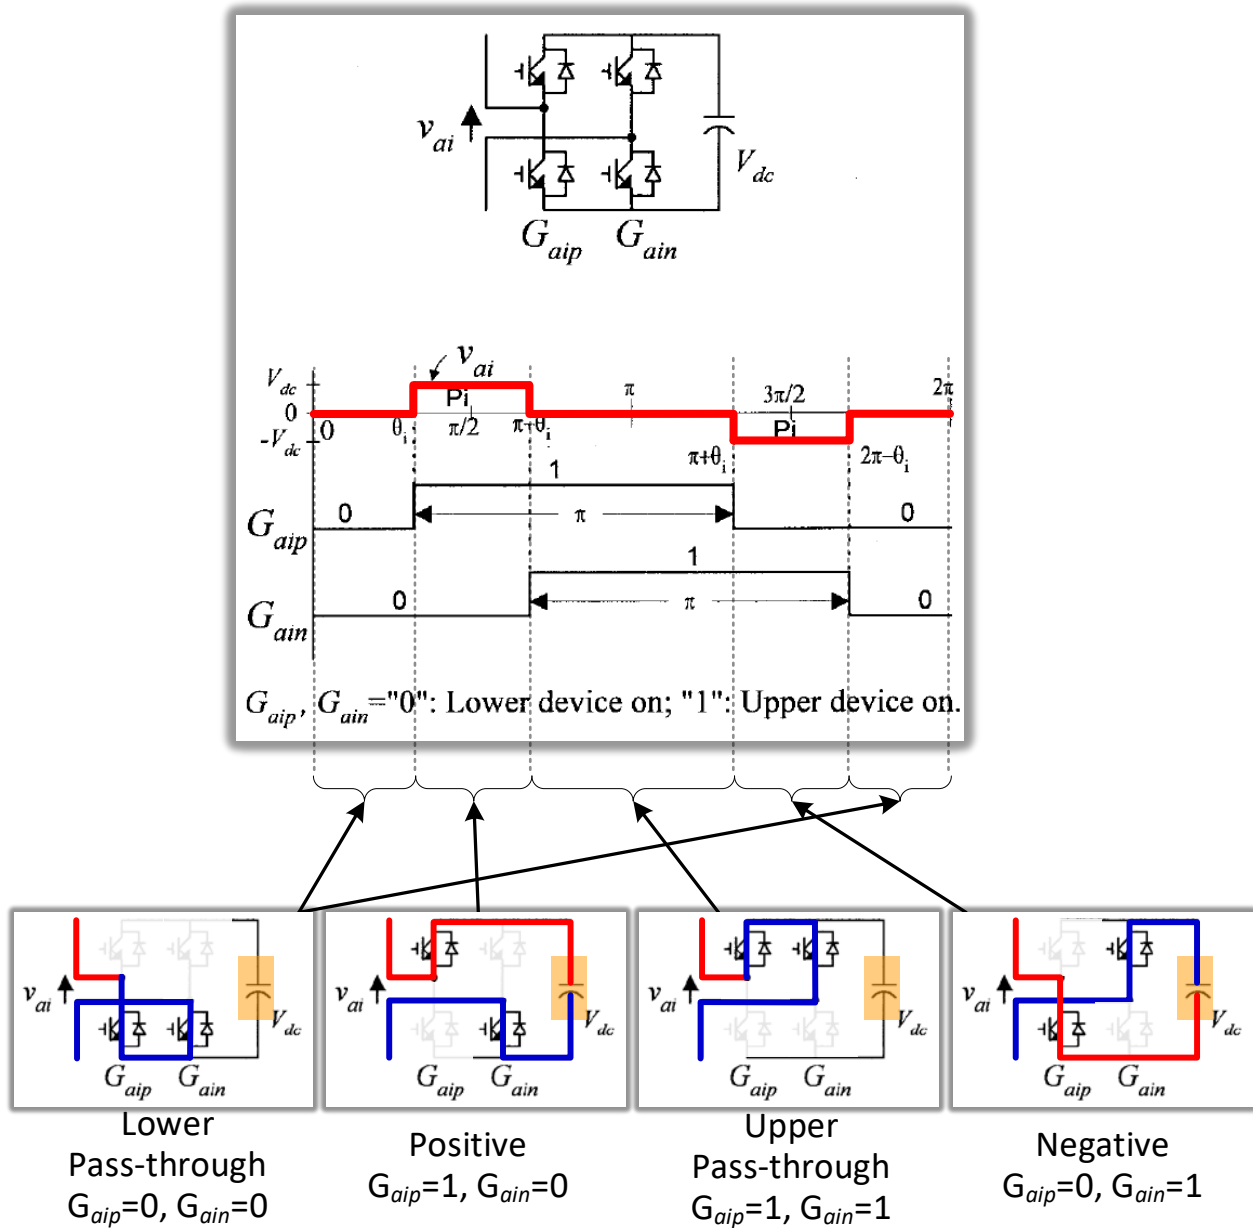 v_ai
V_dc
G_aip G_ain
v_ai
V_dc
Pi
π
3π/2
2π
0
0
θ_i
π/2
π+θ_i
Pi
-V_dc
π+θ_i
2π−θ_i
1
0
π
0
G_aip
1
0
π
0
G_ain
G_aip, G_ain="0": Lower device on; "1": Upper device on.
v_ai
V_dc
G_aip G_ain
v_ai
V_dc
G_aip G_ain
v_ai
V_dc
G_aip G_ain
v_ai
V_dc
G_aip G_ain
Lower
Pass-through
G_aip=0, G_ain=0
Positive
G_aip=1, G_ain=0
Upper
Pass-through
G_aip=1, G_ain=1
Negative
G_aip=0, G_ain=1